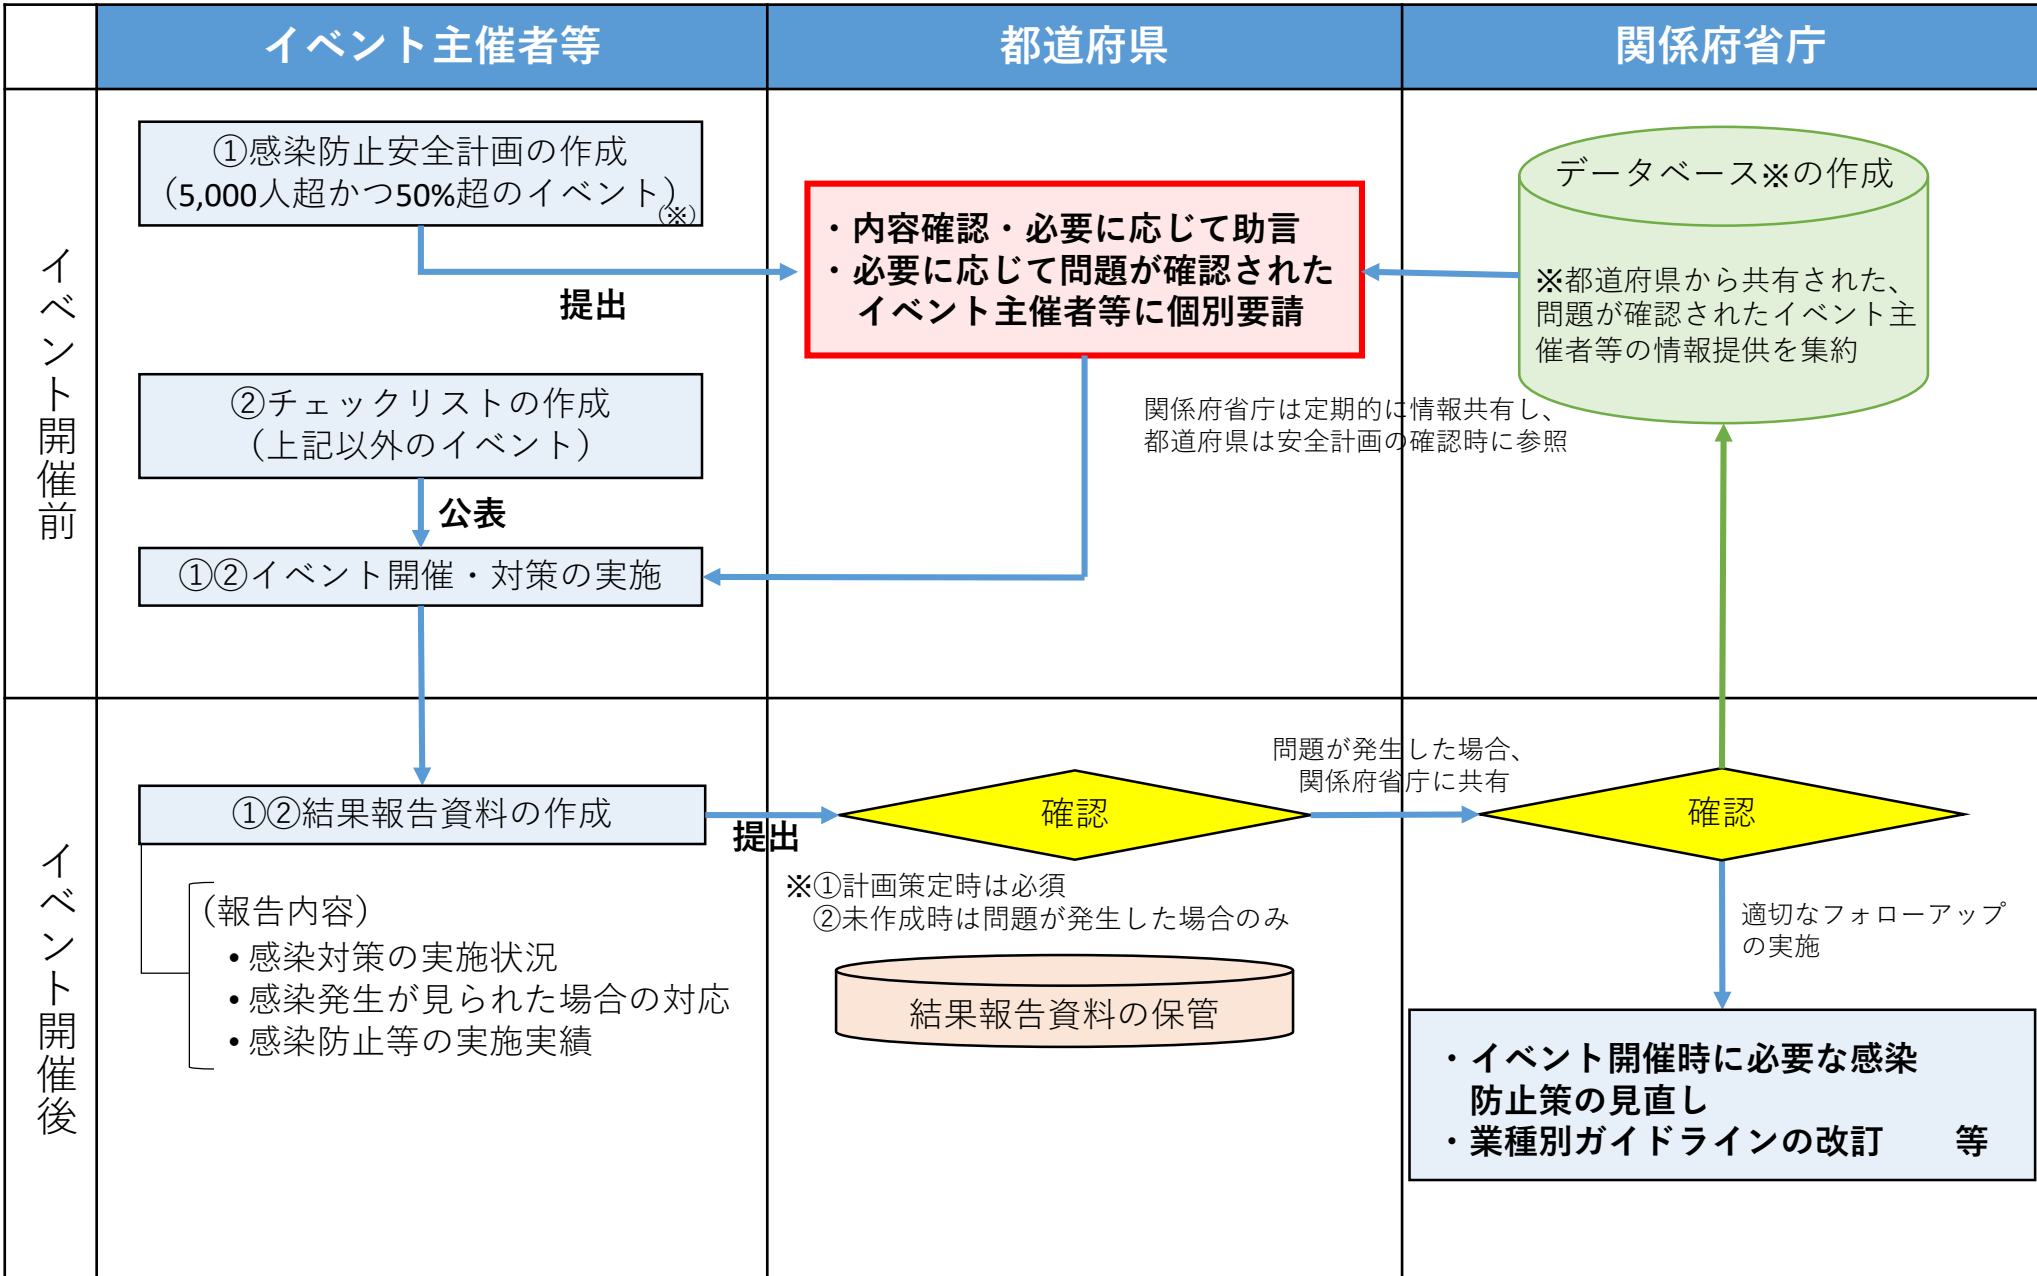 イベント主催者等
都道府県
関係府省庁
イベント開催前
①感染防止安全計画の作成
（5,000人超かつ50%超のイベント）
（※）
提出
②チェックリストの作成
（上記以外のイベント）
公表
①②イベント開催・対策の実施
・内容確認・必要に応じて助言
・必要に応じて問題が確認された
イベント主催者等に個別要請
データベース※の作成
※都道府県から共有された、
問題が確認されたイベント主
催者等の情報提供を集約
関係府省庁は定期的に情報共有し、
都道府県は安全計画の確認時に参照
イベント開催後
①②結果報告資料の作成
提出
（報告内容）
•感染対策の実施状況
•感染発生が見られた場合の対応
•感染防止等の実施実績
確認
※①計画策定時は必須
②未作成時は問題が発生した場合のみ
結果報告資料の保管
問題が発生した場合、
関係府省庁に共有
確認
適切なフォローアップ
の実施
・イベント開催時に必要な感染
防止策の見直し
・業種別ガイドラインの改訂　　等